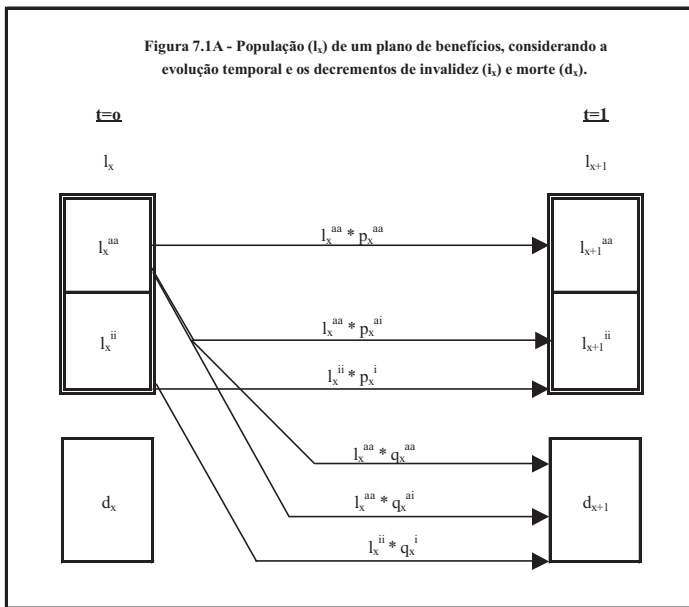 Figura 7.1A - População (lₓ) de um plano de benefícios, considerando a
evolução temporal e os decrementos de invalidez (iₓ) e morte (dₓ).
t=o
t=1
lₓ
lₓ₊₁
lₓᵃᵃ
lₓᵃᵃ * pₓᵃᵃ
lₓ₊₁ᵃᵃ
lₓᵃᵃ * pₓᵃⁱ
lₓⁱⁱ
lₓ₊₁ⁱⁱ
lₓⁱⁱ * pₓⁱ
lₓᵃᵃ * qₓᵃᵃ
lₓᵃᵃ * qₓᵃⁱ
dₓ
dₓ₊₁
lₓⁱⁱ * qₓⁱ